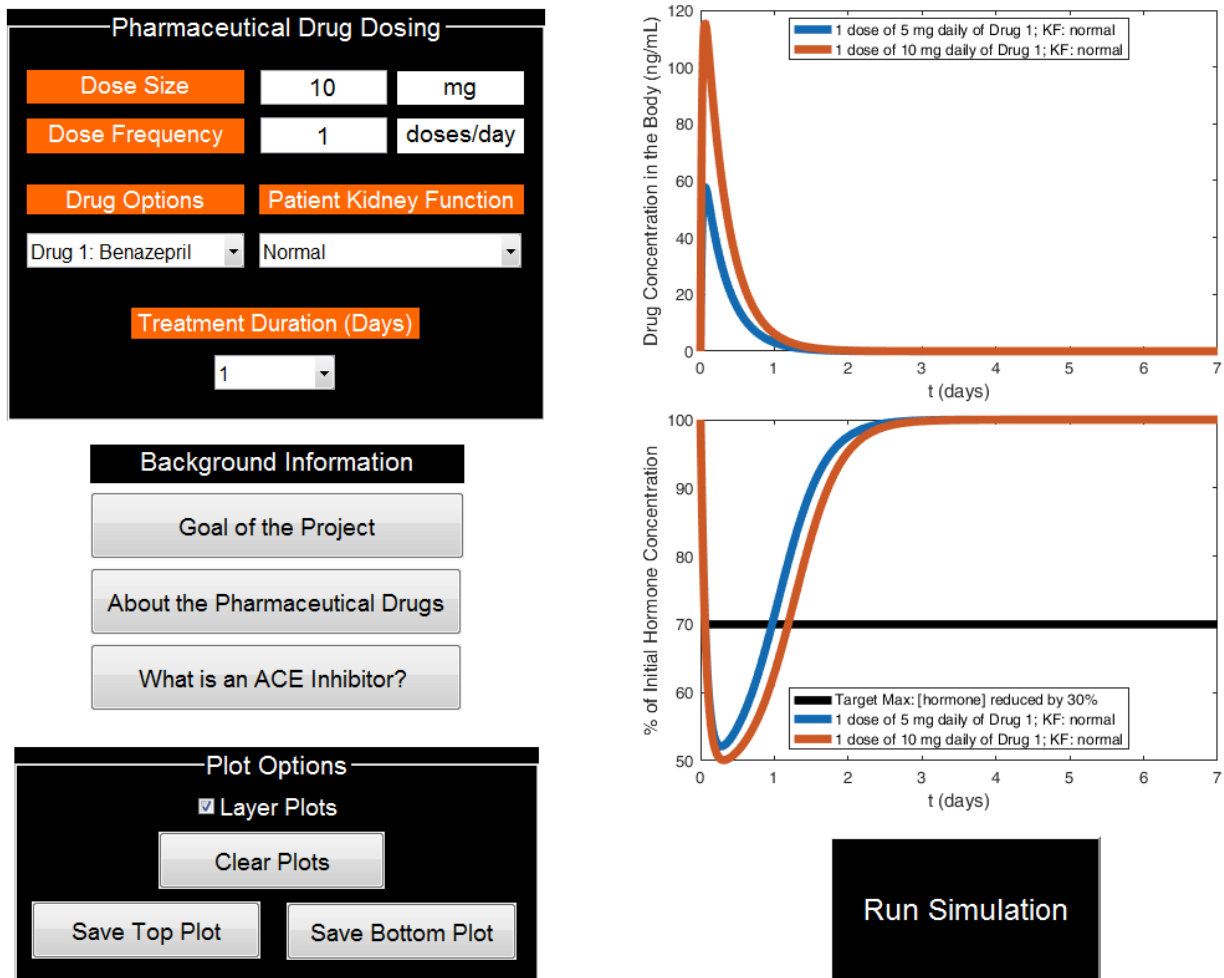 Pharmaceutical Drug Dosing
Dose Size 10 mg
Dose Frequency 1 doses/day
Drug Options Patient Kidney Function
Drug 1: Benazepril Normal
Treatment Duration (Days)
1
Background Information
Goal of the Project
About the Pharmaceutical Drugs
What is an ACE Inhibitor?
Plot Options
Layer Plots
Clear Plots
Save Top Plot Save Bottom Plot
Drug Concentration in the Body (ng/mL)
120
100
80
60
40
20
0
1 dose of 5 mg daily of Drug 1; KF: normal
1 dose of 10 mg daily of Drug 1; KF: normal
0 1 2 3 4 5 6 7
t (days)
% of Initial Hormone Concentration
100
90
80
70
60
50
Target Max: [hormone] reduced by 30%
1 dose of 5 mg daily of Drug 1; KF: normal
1 dose of 10 mg daily of Drug 1; KF: normal
0 1 2 3 4 5 6 7
t (days)
Run Simulation